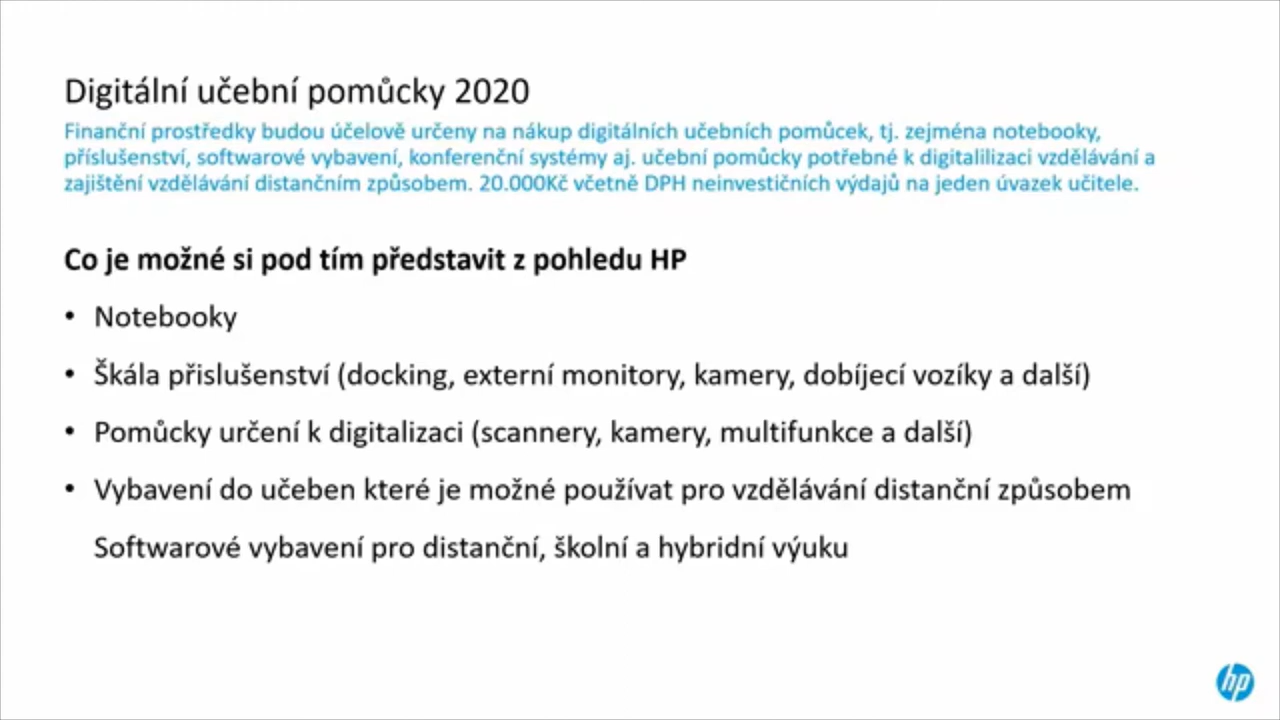 Digitální učební pomůcky 2020
Finanční prostředky budou účelově určeny na nákup digitálních učebních pomůcek, tj. zejména notebooky,
příslušenství, softwarové vybavení, konferenční systémy aj. učební pomůcky potřebné k digitalilizaci vzdělávání a
zajištění vzdělávání distančním způsobem. 20.000Kč včetně DPH neinvestičních výdajů na jeden úvazek učitele.
Co je možné si pod tím představit z pohledu HP
• Notebooky
• Škála přislušenství (docking, externí monitory, kamery, dobíjecí vozíky a další)
• Pomůcky určení k digitalizaci (scannery, kamery, multifunkce a další)
• Vybavení do učeben které je možné používat pro vzdělávání distanční způsobem
Softwarové vybavení pro distanční, školní a hybridní výuku
hp